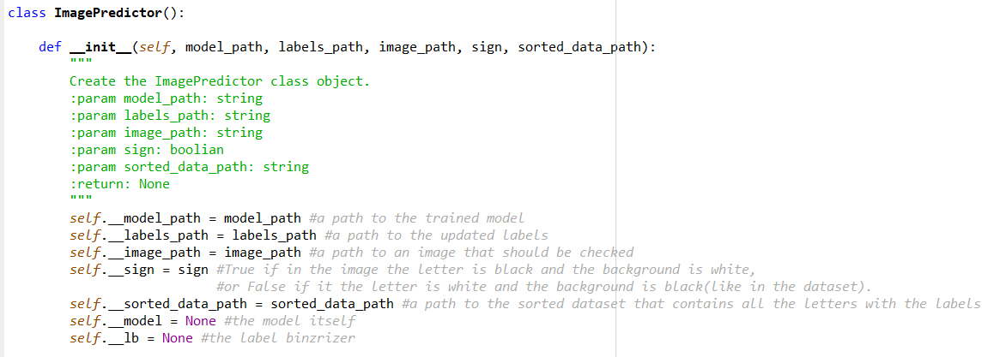 class ImagePredictor():
def __init__(self, model_path, labels_path, image_path, sign, sorted_data_path):
"""
Create the ImagePredictor class object.
:param model_path: string
:param labels_path: string
:param image_path: string
:param sign: boolian
:param sorted_data_path: string
:return: None
"""
self.__model_path = model_path #a path to the trained model
self.__labels_path = labels_path #a path to the updated labels
self.__image_path = image_path #a path to an image that should be checked
self.__sign = sign #True if in the image the letter is black and the background is white,
#or False if it the letter is white and the background is black(like in the dataset).
self.__sorted_data_path = sorted_data_path #a path to the sorted dataset that contains all the letters with the labels
self.__model = None #the model itself
self.__lb = None #the label binzrizer